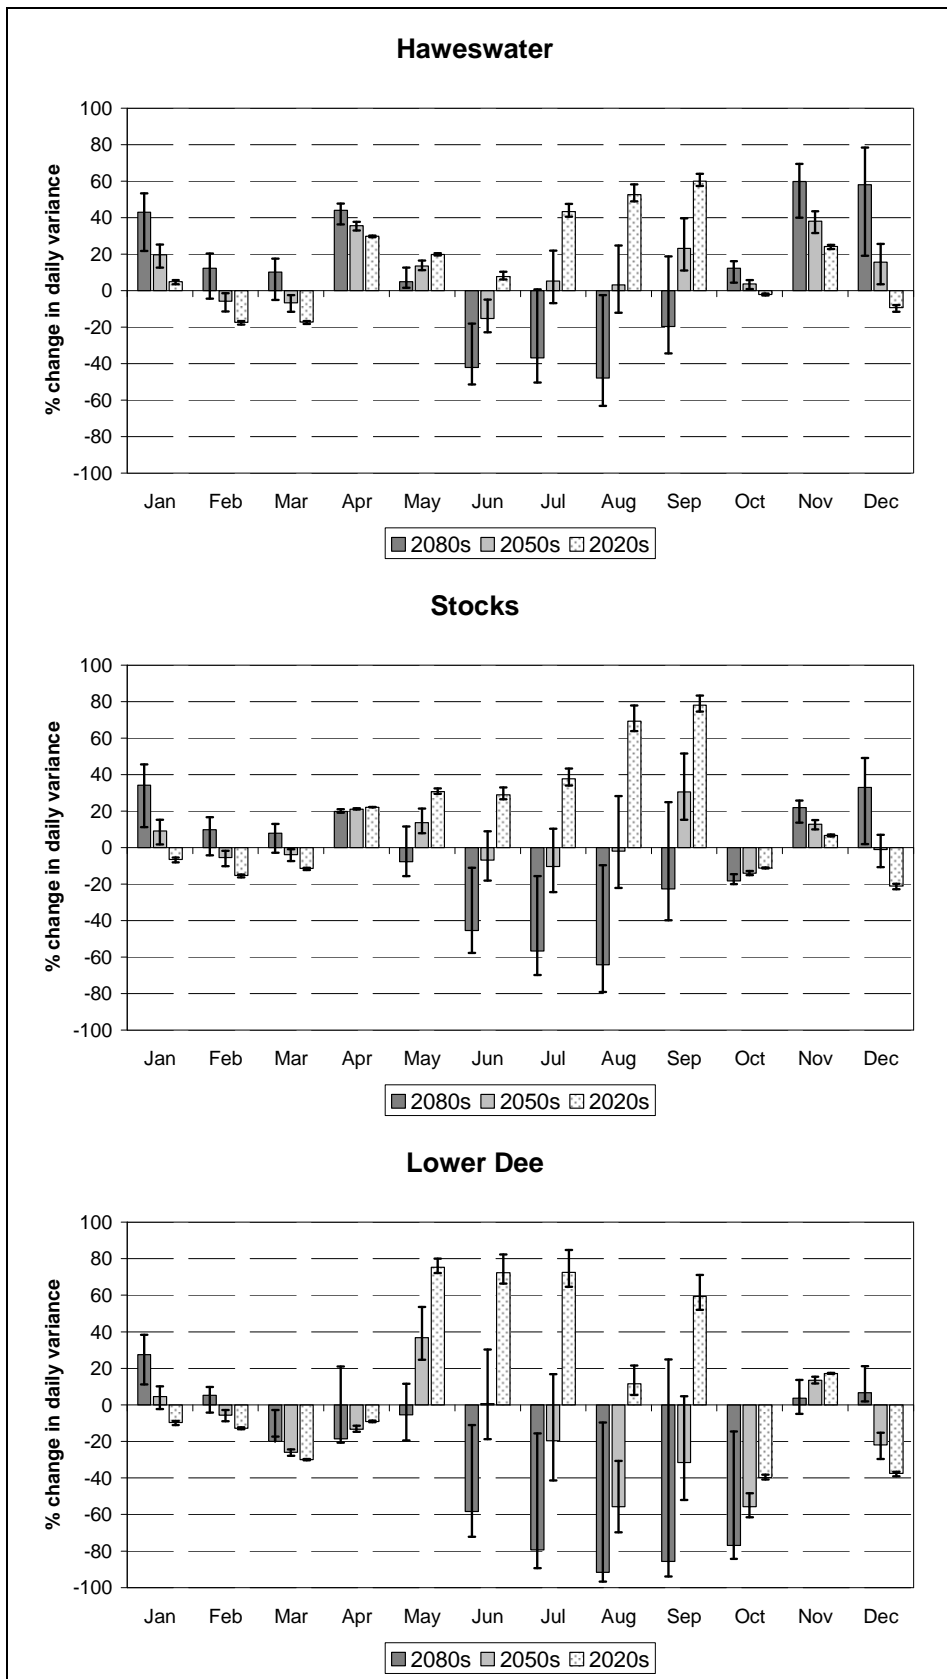 Haweswater
% change in daily variance
100
80
60
40
20
0
-20
-40
-60
-80
-100
Jan Feb Mar Apr May Jun Jul Aug Sep Oct Nov Dec
2080s 2050s 2020s
Stocks
% change in daily variance
100
80
60
40
20
0
-20
-40
-60
-80
-100
Jan Feb Mar Apr May Jun Jul Aug Sep Oct Nov Dec
2080s 2050s 2020s
Lower Dee
% change in daily variance
100
80
60
40
20
0
-20
-40
-60
-80
-100
Jan Feb Mar Apr May Jun Jul Aug Sep Oct Nov Dec
2080s 2050s 2020s